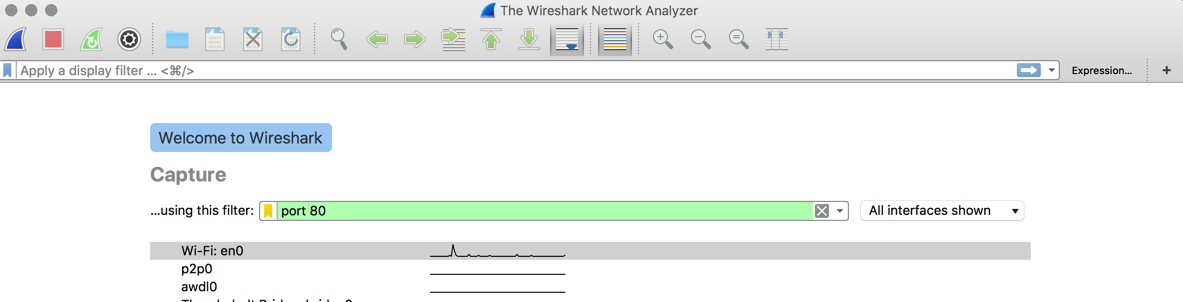 The Wireshark Network Analyzer
Apply a display filter ... <⌘/>
Expression...
+
Welcome to Wireshark
Capture
...using this filter:
port 80
All interfaces shown
Wi-Fi: en0
p2p0
awdl0